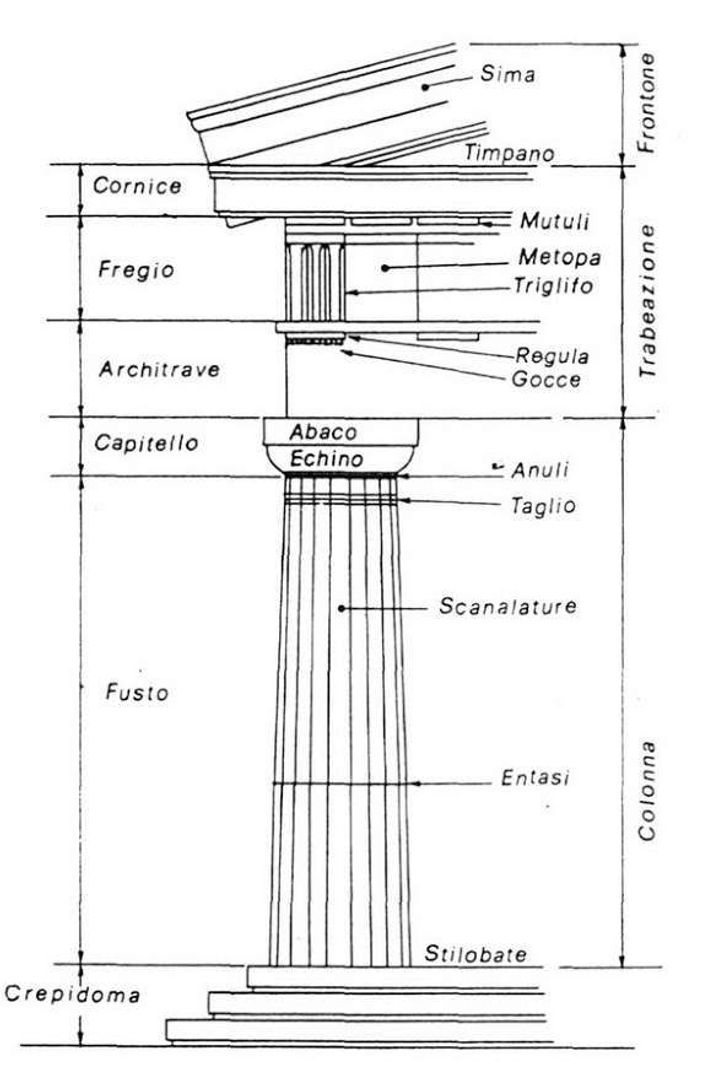 Sima
Frontone
Timpano
Cornice
Mutuli
Metopa
Fregio
Triglifo
Trabeazione
Regula
Architrave
Gocce
Abaco
Capitello
Echino
Anuli
Taglio
Scanalature
Fusto
Entasi
Colonna
Stilobate
Crepidoma